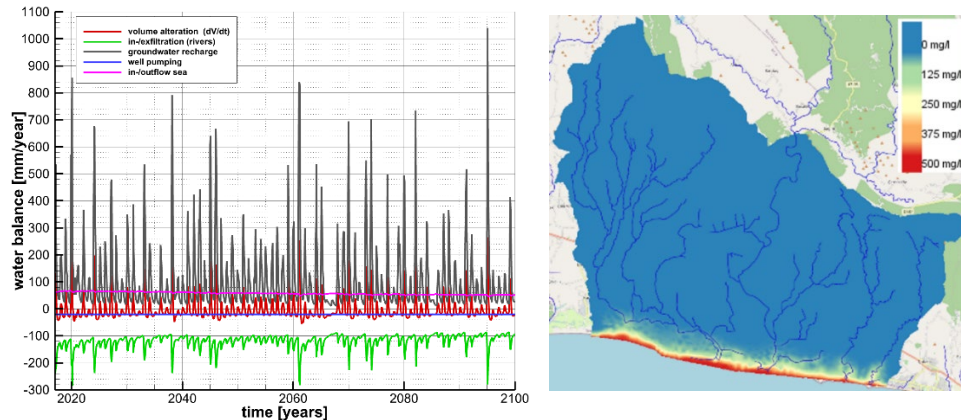 1100
1000
900
800
700
600
500
400
300
200
100
0
-100
-200
-300
water balance [mm/year]
volume alteration (dV/dt)
in-/exfiltration (rivers)
groundwater recharge
well pumping
in-/outflow sea
2020
2040
2060
2080
2100
time [years]
0 mg/l
125 mg/l
250 mg/l
375 mg/l
500 mg/l